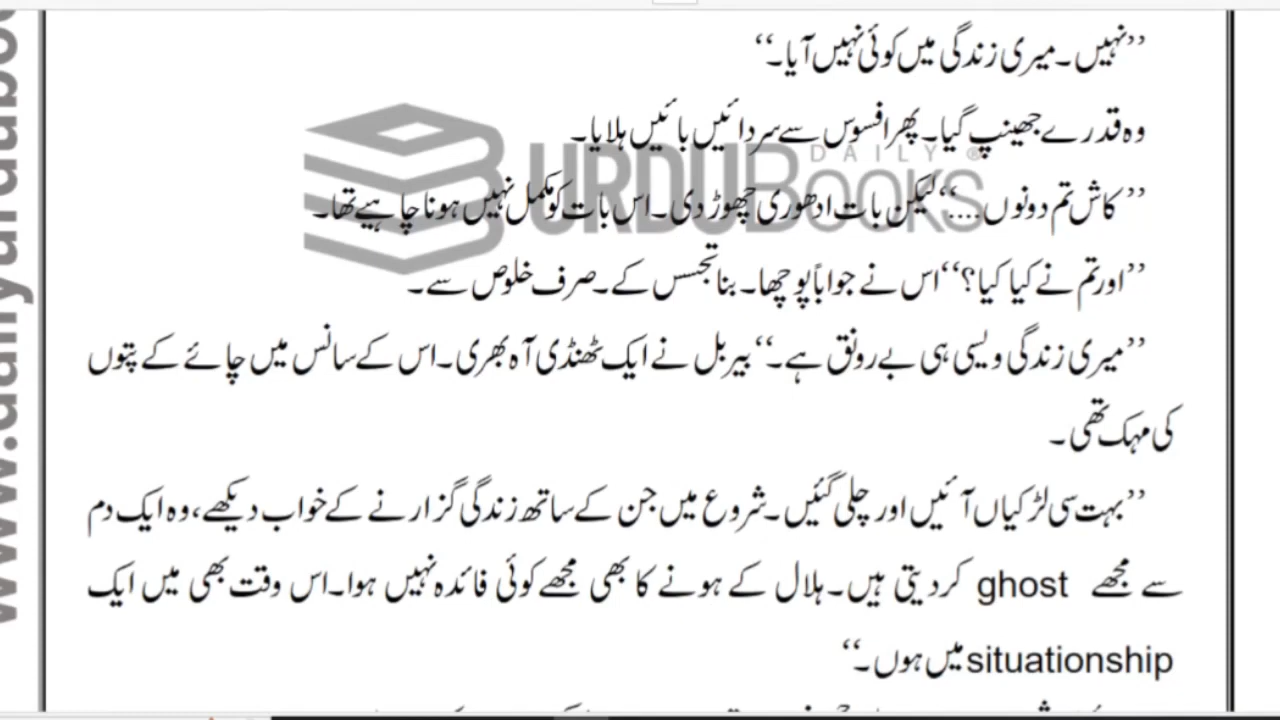 ’’نہیں۔میری زندگی میں کوئی نہیں آیا۔‘‘
وہ قدرے جھینپ گیا۔ پھر افسوس سے سر دائیں بائیں ہلایا۔
DAILY ®
URDUBooks
’’کاش تم دونوں....‘‘لیکن بات ادھوری چھوڑ دی۔اس بات کو مکمل نہیں ہونا چاہیے تھا۔
’’اور تم نے کیا کیا؟‘‘اس نے جواباً پوچھا۔ بنا تجسس کے۔صرف خلوص سے۔
’’میری زندگی ویسی ہی بے رونق ہے۔‘‘ بیربل نے ایک ٹھنڈی آہ بھری۔اس کے سانس میں چائے کے پتوں
کی مہک تھی۔
’’بہت سی لڑکیاں آئیں اور چلی گئیں۔شروع میں جن کے ساتھ زندگی گزارنے کے خواب دیکھے،وہ ایک دم
سے مجھے ghost کر دیتی ہیں۔ہلال کے ہونے کا بھی مجھے کوئی فائدہ نہیں ہوا۔اس وقت بھی میں ایک
situationship میں ہوں۔‘‘